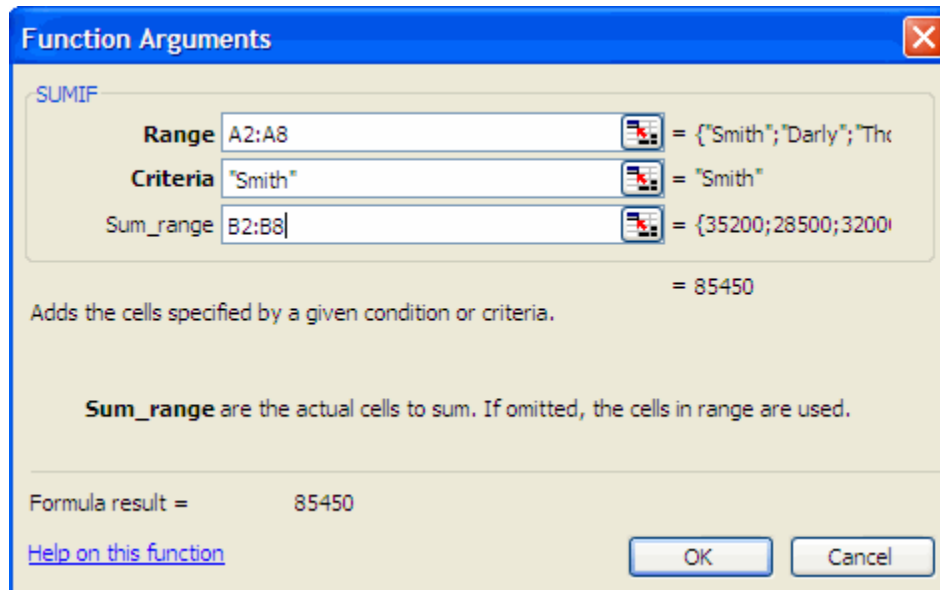 Function Arguments
SUMIF
Range A2:A8 = {"Smith";"Darly";"Tho
Criteria "Smith" = "Smith"
Sum_range B2:B8 = {35200;28500;3200
= 85450
Adds the cells specified by a given condition or criteria.
Sum_range are the actual cells to sum. If omitted, the cells in range are used.
Formula result = 85450
Help on this function OK Cancel